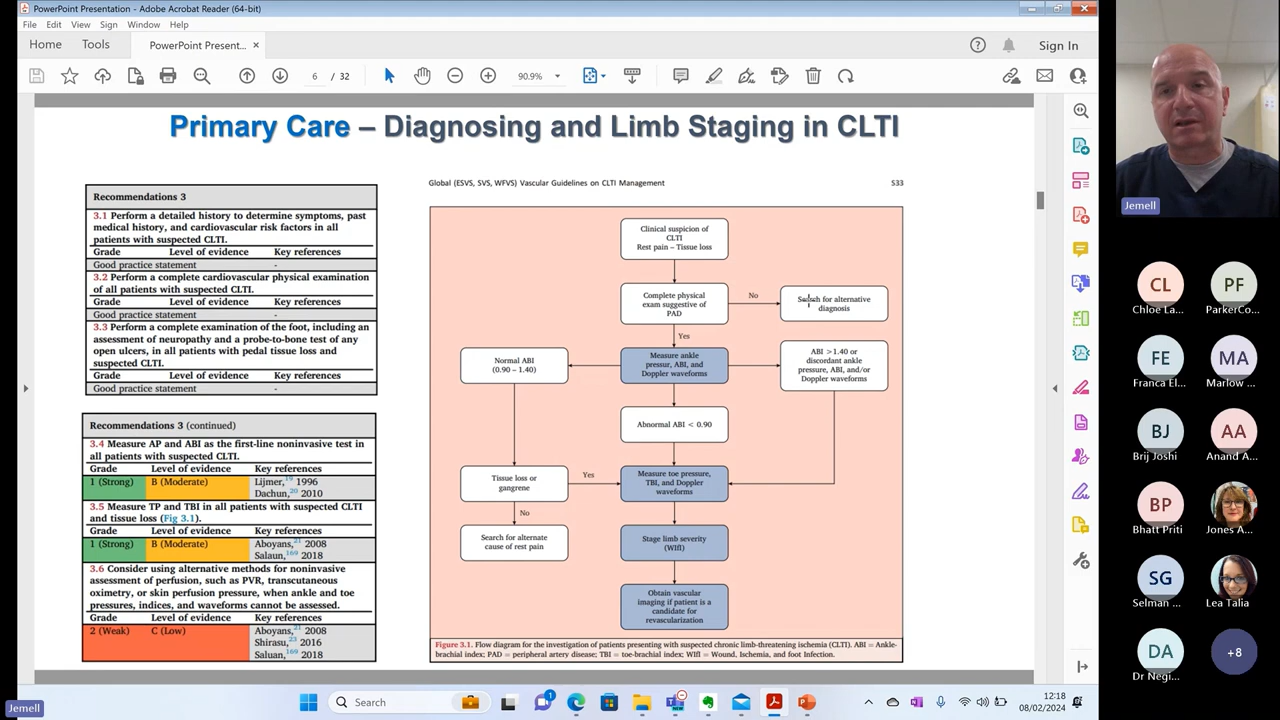 PowerPoint Presentation - Adobe Acrobat Reader (64-bit)
File Edit View Sign Window Help
Home Tools PowerPoint Present... × Sign In
6 / 32 90.9%
Primary Care – Diagnosing and Limb Staging in CLTI
Recommendations 3
3.1 Perform a detailed history to determine symptoms, past
medical history, and cardiovascular risk factors in all
patients with suspected CLTI.
Grade Level of evidence Key references
Good practice statement -
3.2 Perform a complete cardiovascular physical examination
of all patients with suspected CLTI.
Grade Level of evidence Key references
Good practice statement -
3.3 Perform a complete examination of the foot, including an
assessment of neuropathy and a probe-to-bone test of any
open ulcers, in all patients with pedal tissue loss and
suspected CLTI.
Grade Level of evidence Key references
Good practice statement -
Recommendations 3 (continued)
3.4 Measure AP and ABI as the first-line noninvasive test in
all patients with suspected CLTI.
Grade Level of evidence Key references
1 (Strong) B (Moderate) Lijmer,19 1996
Dachun,20 2010
3.5 Measure TP and TBI in all patients with suspected CLTI
and tissue loss (Fig 3.1).
Grade Level of evidence Key references
1 (Strong) B (Moderate) Aboyans,21 2008
Salaun,169 2018
3.6 Consider using alternative methods for noninvasive
assessment of perfusion, such as PVR, transcutaneous
oximetry, or skin perfusion pressure, when ankle and toe
pressures, indices, and waveforms cannot be assessed.
Grade Level of evidence Key references
2 (Weak) C (Low) Aboyans,21 2008
Shirasu,23 2016
Saluan,169 2018
Global (ESVS, SVS, WFVS) Vascular Guidelines on CLTI Management S33
Clinical suspicion of
CLTI
Rest pain – Tissue loss
Complete physical
exam suggestive of
PAD
No
Search for alternative
diagnosis
Yes
Normal ABI
(0.90 – 1.40)
Measure ankle
pressur, ABI, and
Doppler waveforms
ABI >1.40 or
discordant ankle
pressure, ABI, and/or
Doppler waveforms
Abnormal ABI < 0.90
Tissue loss or
gangrene
Yes
Measure toe pressure,
TBI, and Doppler
waveforms
No
Search for alternate
cause of rest pain
Stage limb severity
(WIfI)
Obtain vascular
imaging if patient is a
candidate for
revascularization
Figure 3.1. Flow diagram for the investigation of patients presenting with suspected chronic limb-threatening ischemia (CLTI). ABI = Ankle-
brachial index; PAD = peripheral artery disease; TBI = toe-brachial index; WIfI = Wound, Ischemia, and foot Infection.
Jemell
CL PF
Chloe La... ParkerCo...
FE MA
Franca El... Marlow ...
BJ AA
Brij Joshi Anand A...
BP
Bhatt Priti Jones A...
SG
Selman ... Lea Talia
DA +8
Dr Negi...
Jemell
Search
1
12:18
08/02/2024